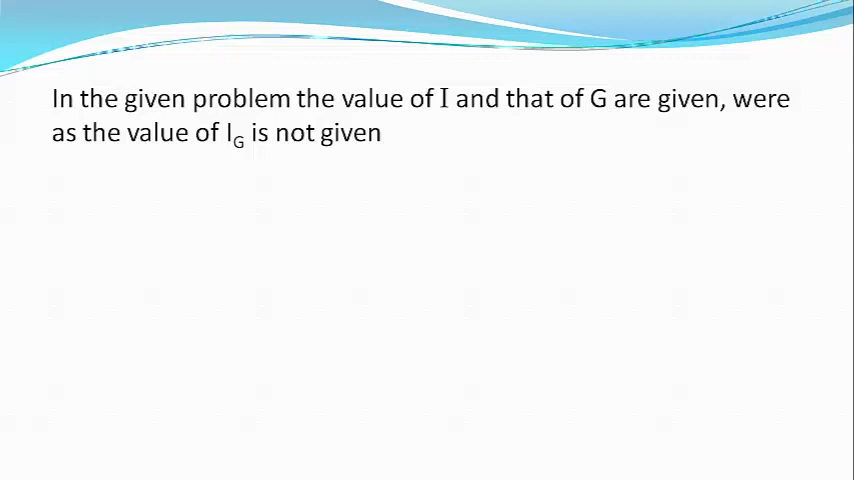 In the given problem the value of I and that of G are given, were
as the value of I_G is not given